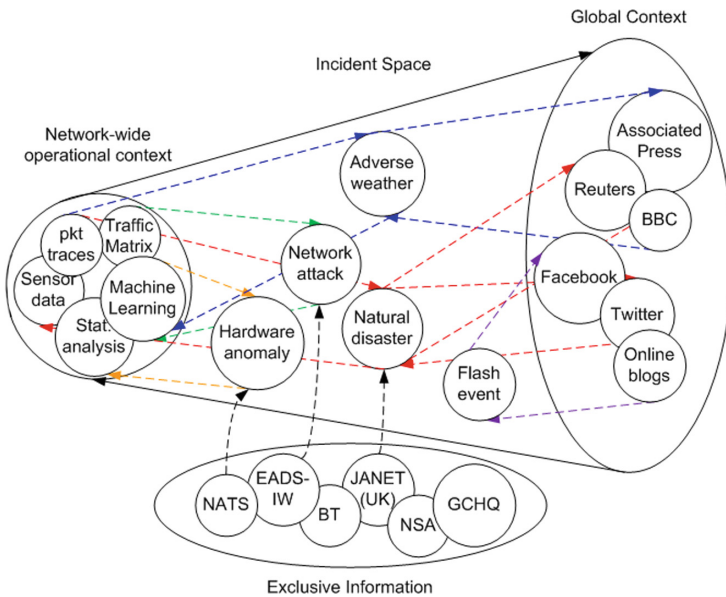 Global Context
Incident Space
Network-wide
operational context
Associated
Press
Adverse
weather
Reuters
BBC
pkt
traces
Traffic
Matrix
Network
attack
Facebook
Sensor
data
Machine
Learning
Twitter
Stat.
analysis
Hardware
anomaly
Natural
disaster
Online
blogs
Flash
event
EADS-
IW
JANET
(UK)
NATS
BT
NSA
GCHQ
Exclusive Information